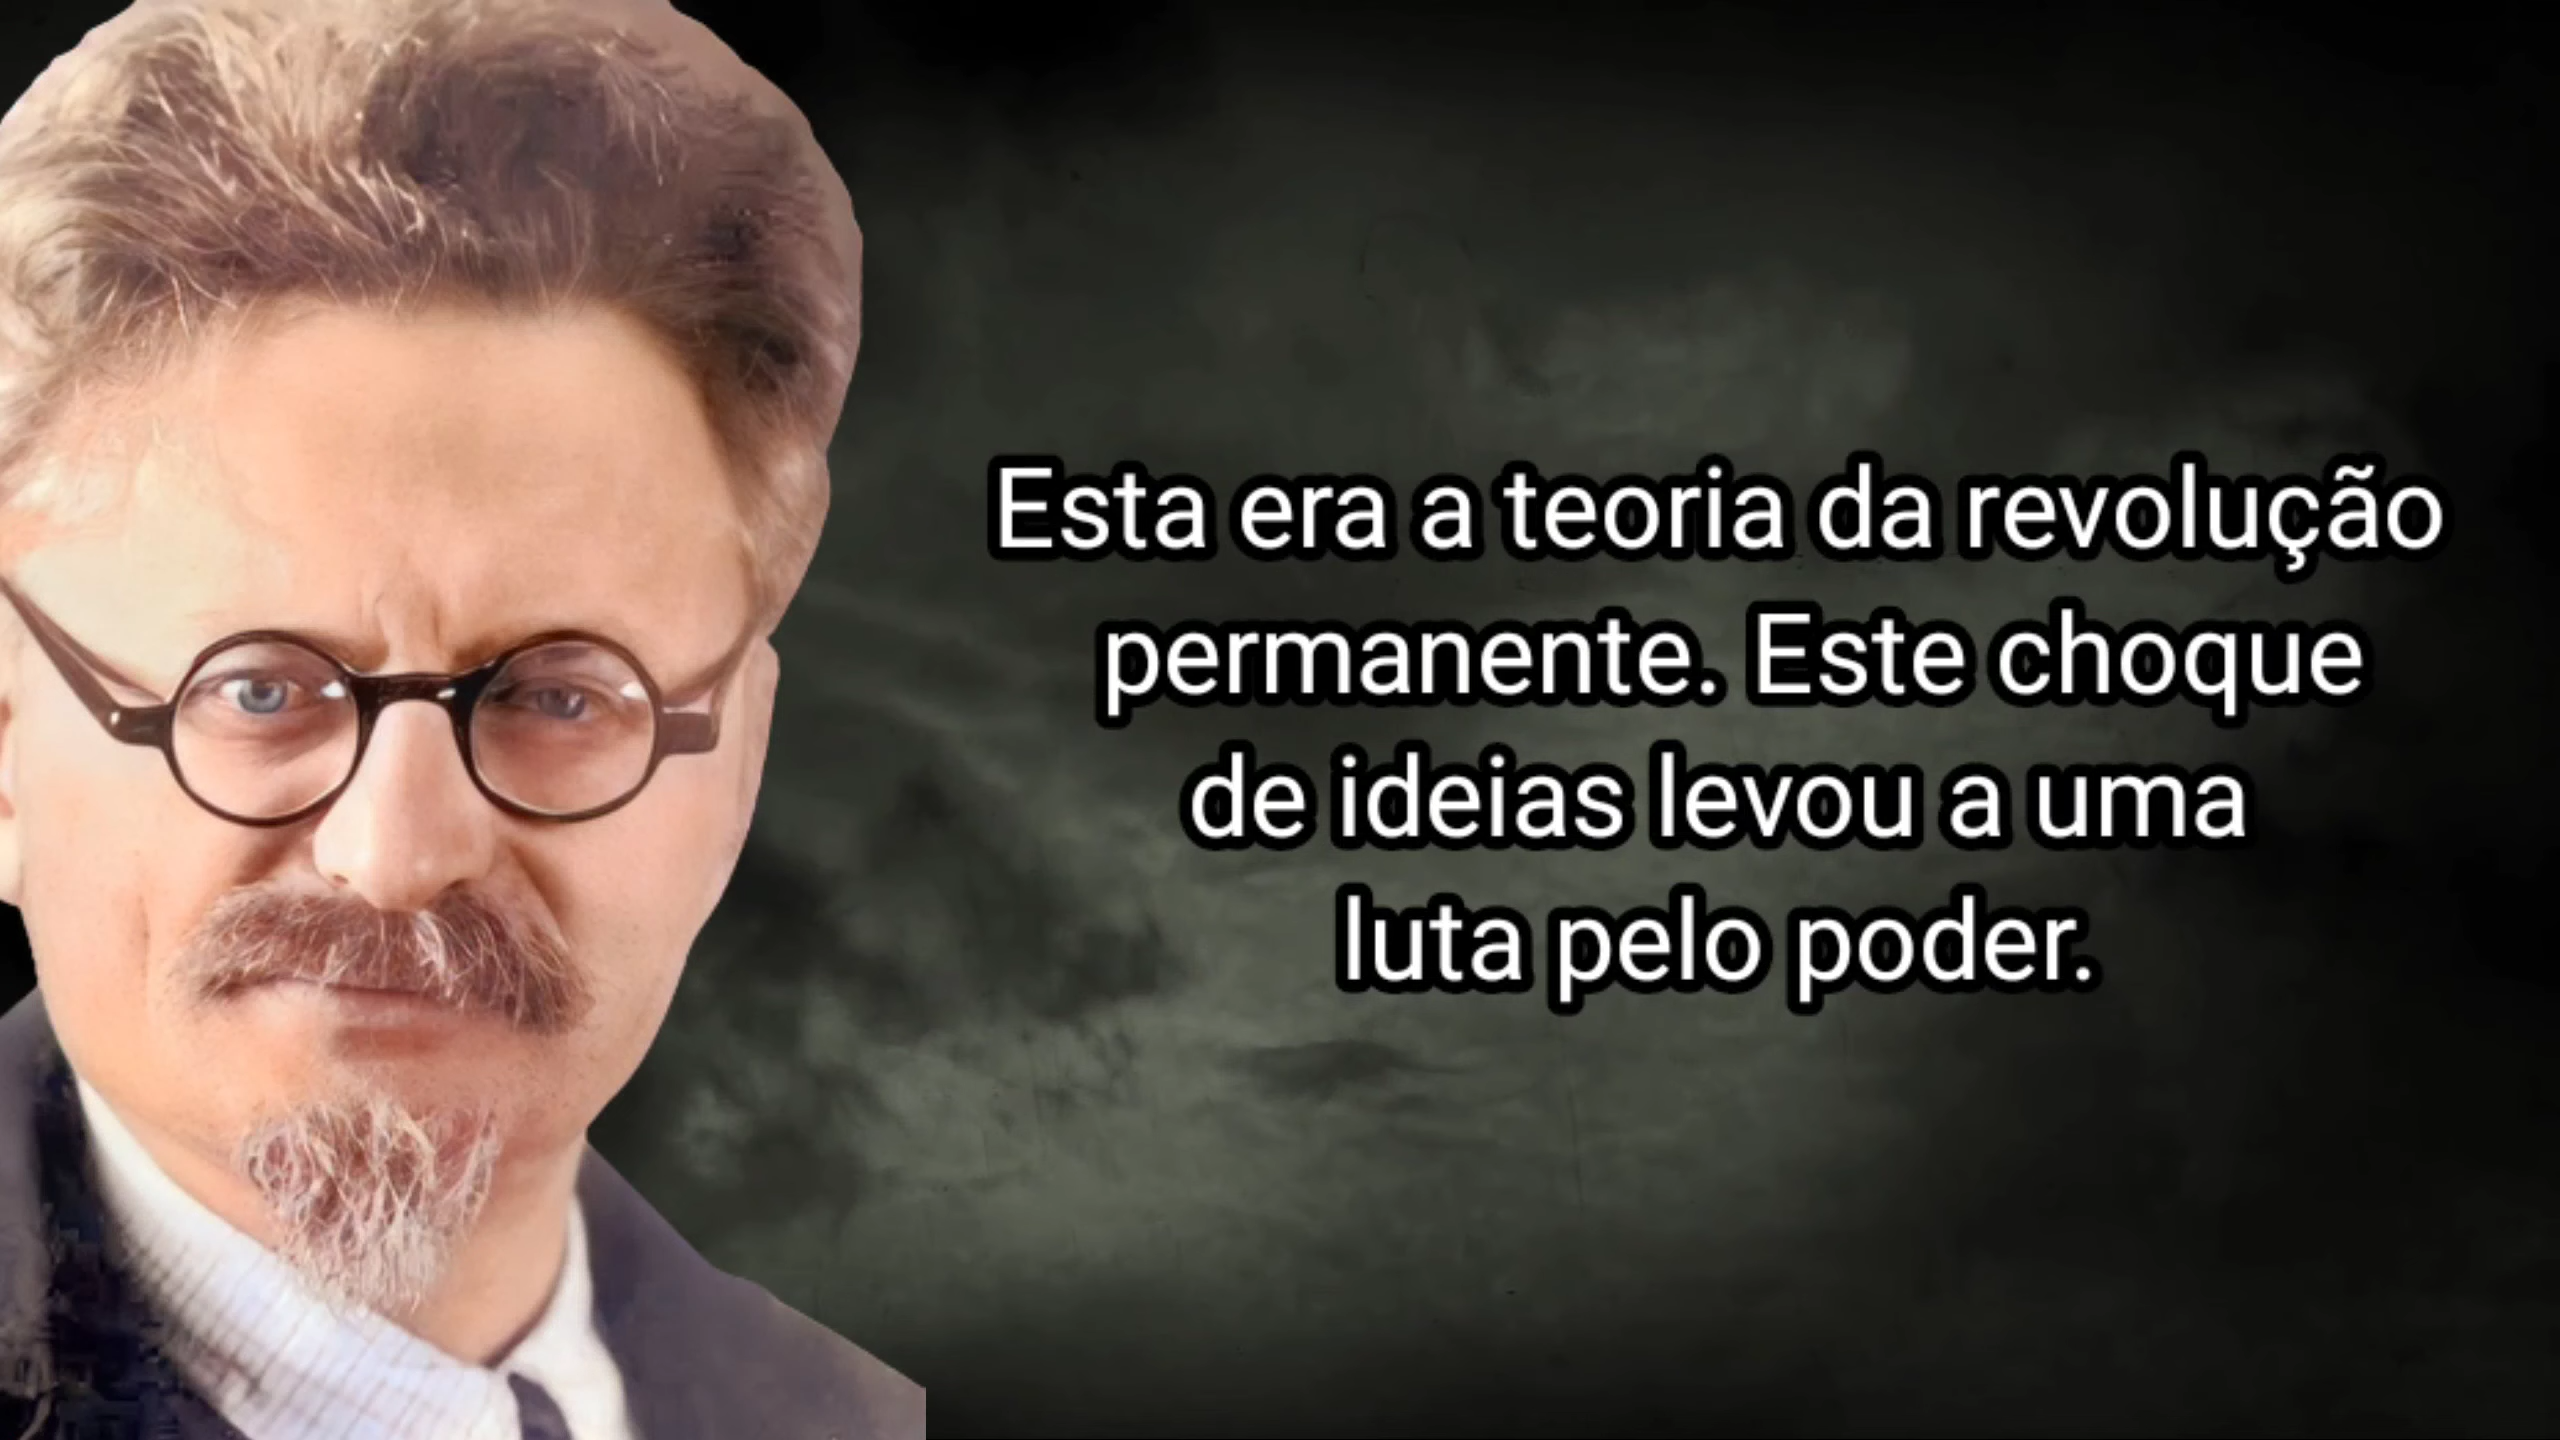 Esta era a teoria da revolução
permanente. Este choque
de ideias levou a uma
luta pelo poder.